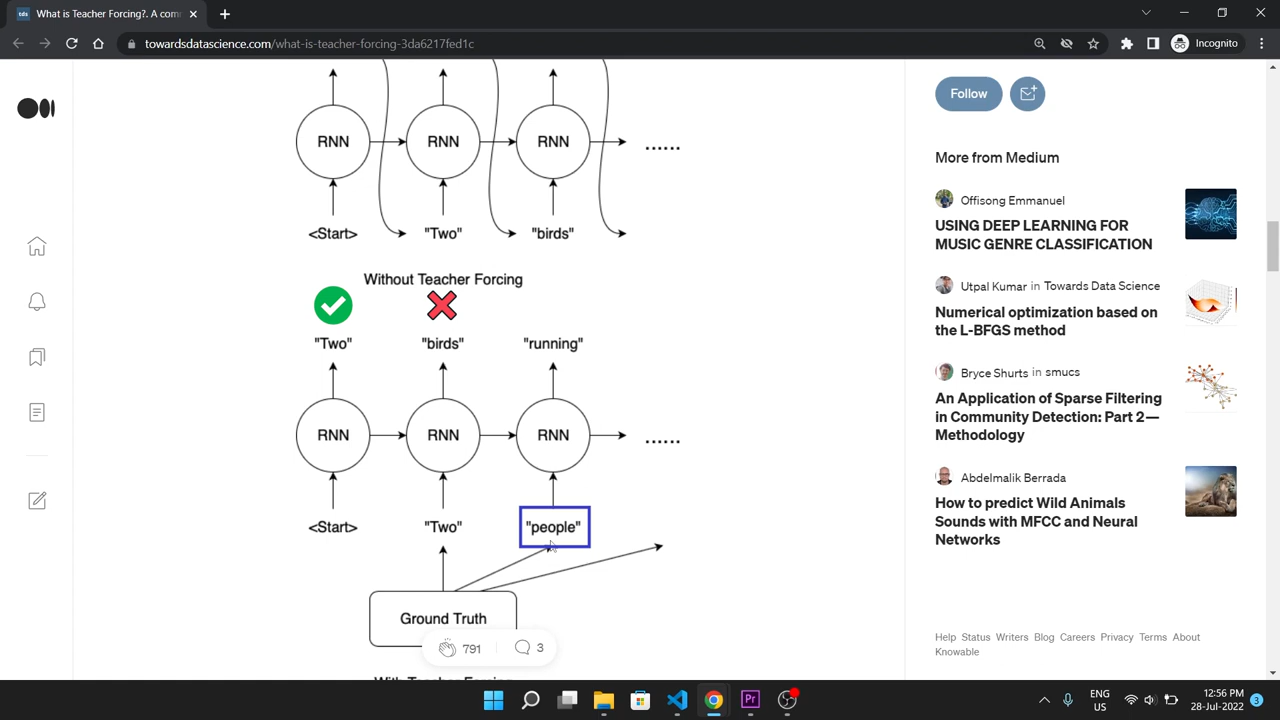 tds
What is Teacher Forcing?. A com
towardsdatascience.com/what-is-teacher-forcing-3da6217fed1c
Incognito
RNN RNN RNN ......
<Start> "Two" "birds"
Without Teacher Forcing
"Two" "birds" "running"
RNN RNN RNN ......
<Start> "Two" "people"
Ground Truth
791 3
Follow
More from Medium
Offisong Emmanuel
USING DEEP LEARNING FOR
MUSIC GENRE CLASSIFICATION
Utpal Kumar in Towards Data Science
Numerical optimization based on
the L-BFGS method
Bryce Shurts in smucs
An Application of Sparse Filtering
in Community Detection: Part 2—
Methodology
Abdelmalik Berrada
How to predict Wild Animals
Sounds with MFCC and Neural
Networks
Help Status Writers Blog Careers Privacy Terms About
Knowable
Pr
ENG
US
12:56 PM
28-Jul-2022
3